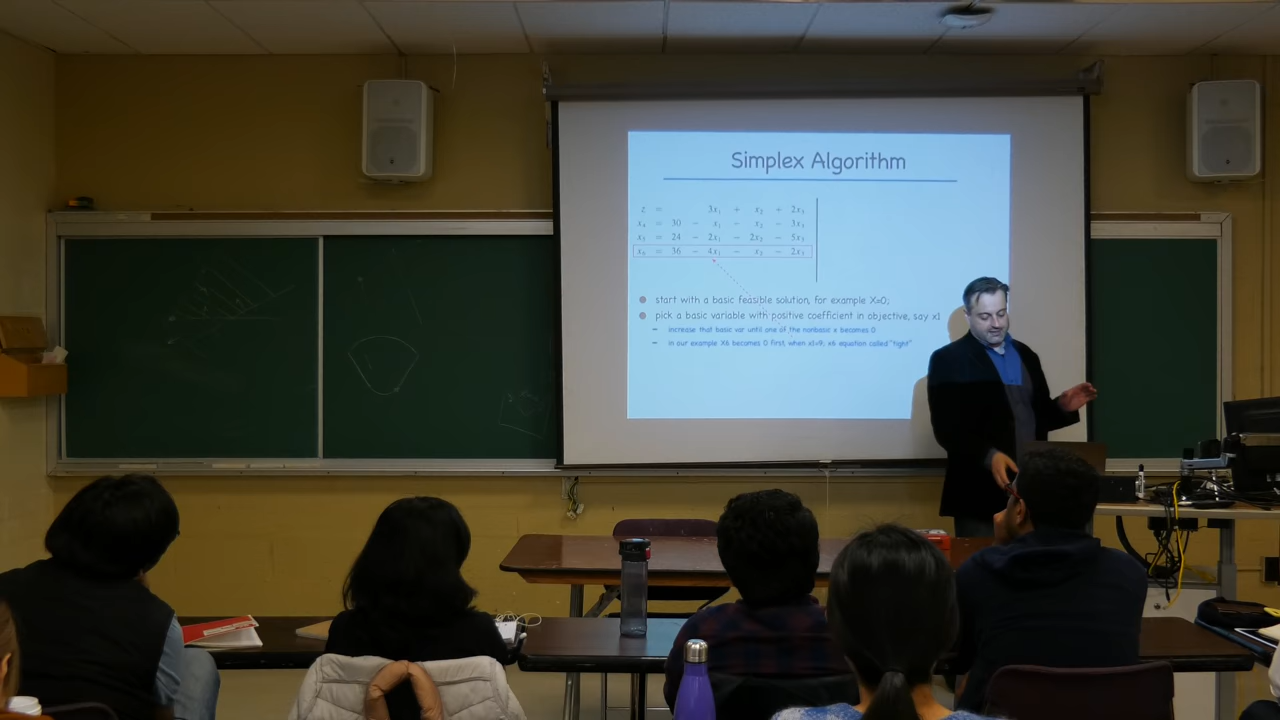 Simplex Algorithm
z = 3x₁ + x₂ + 2x₃
x₄ = 30 − x₁ − x₂ − 3x₃
x₅ = 24 − 2x₁ − 2x₂ − 5x₃
x₆ = 36 − 4x₁ − x₂ − 2x₃
start with a basic feasible solution, for example X=0;
pick a basic variable with positive coefficient in objective, say x1
– increase that basic var until one of the nonbasic x becomes 0
– in our example X6 becomes 0 first, when x1=9; x6 equation called "tight"